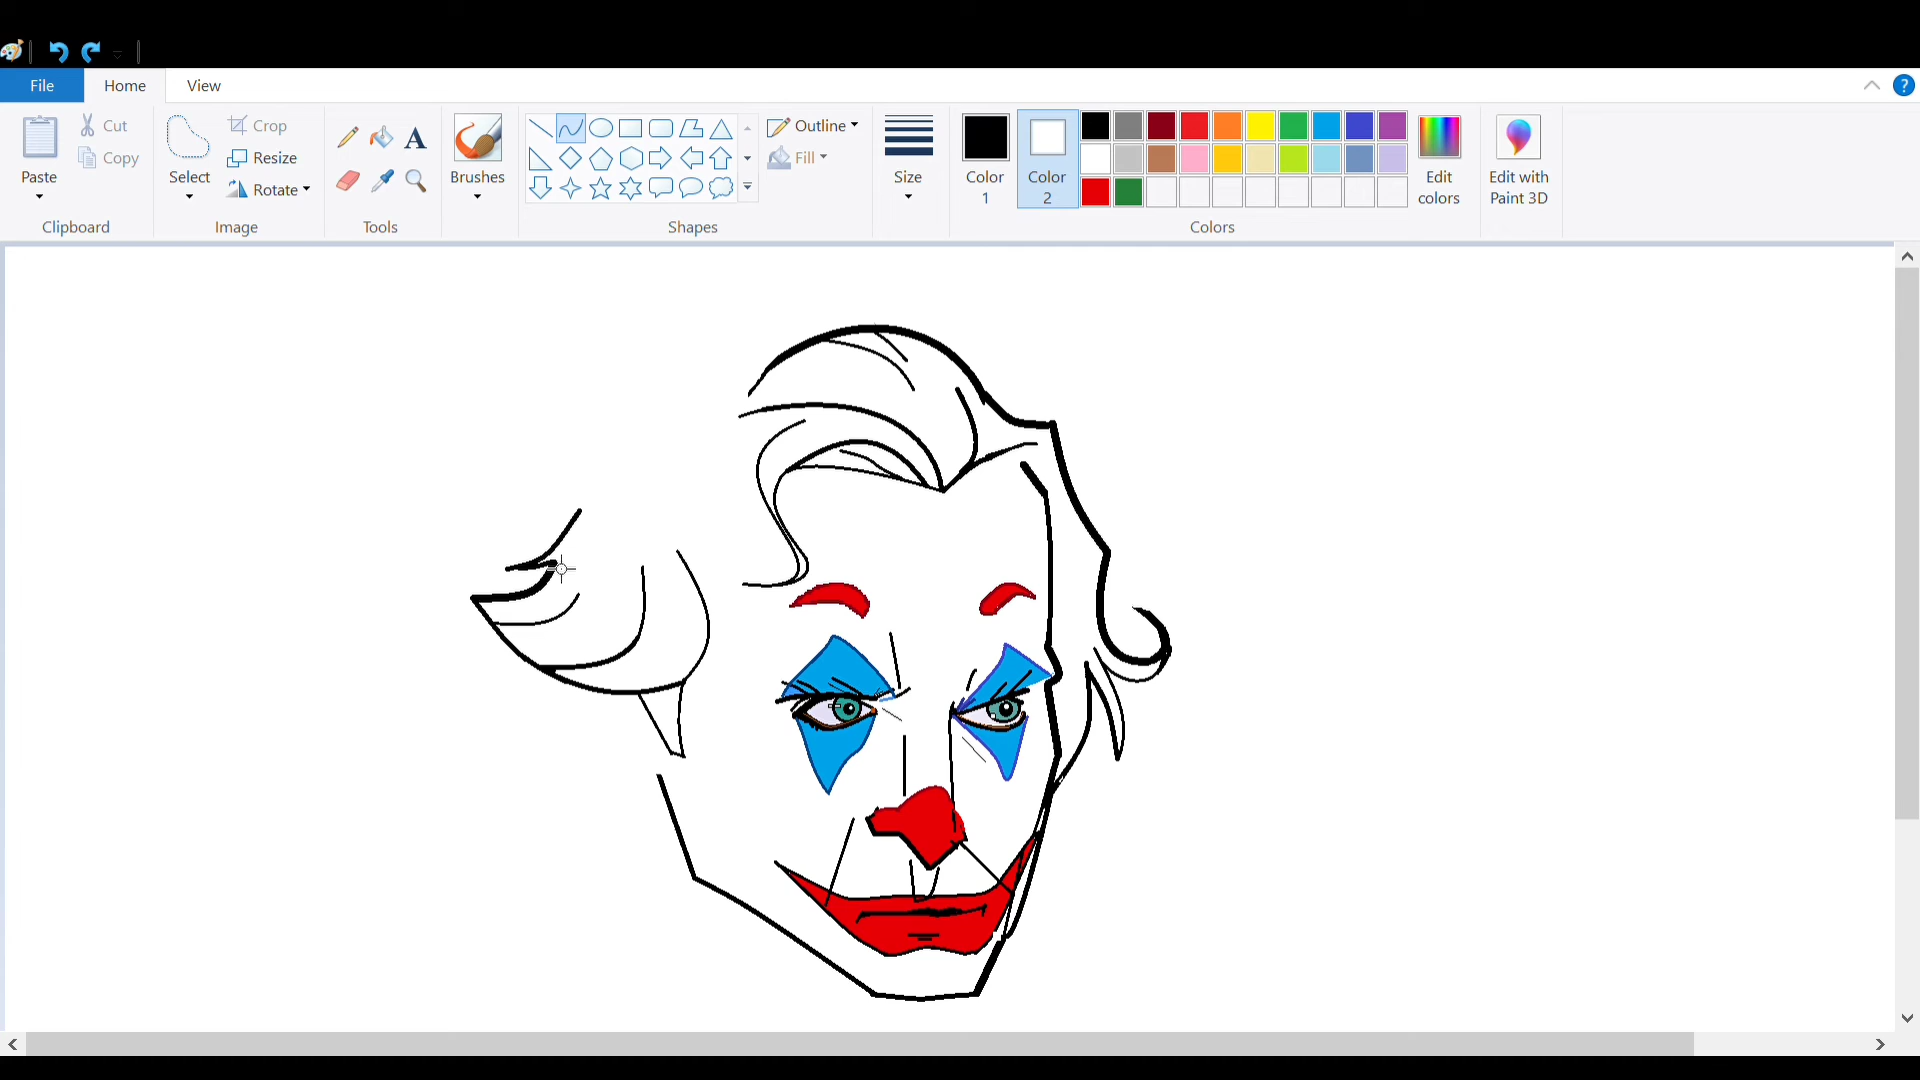 File Home View
Paste
Cut
Copy
Clipboard
Select
Crop
Resize
Rotate
Image
A
Tools
Brushes
Shapes
Outline
Fill
Size
Color
1
Color
2
Colors
Edit
colors
Edit with
Paint 3D
?